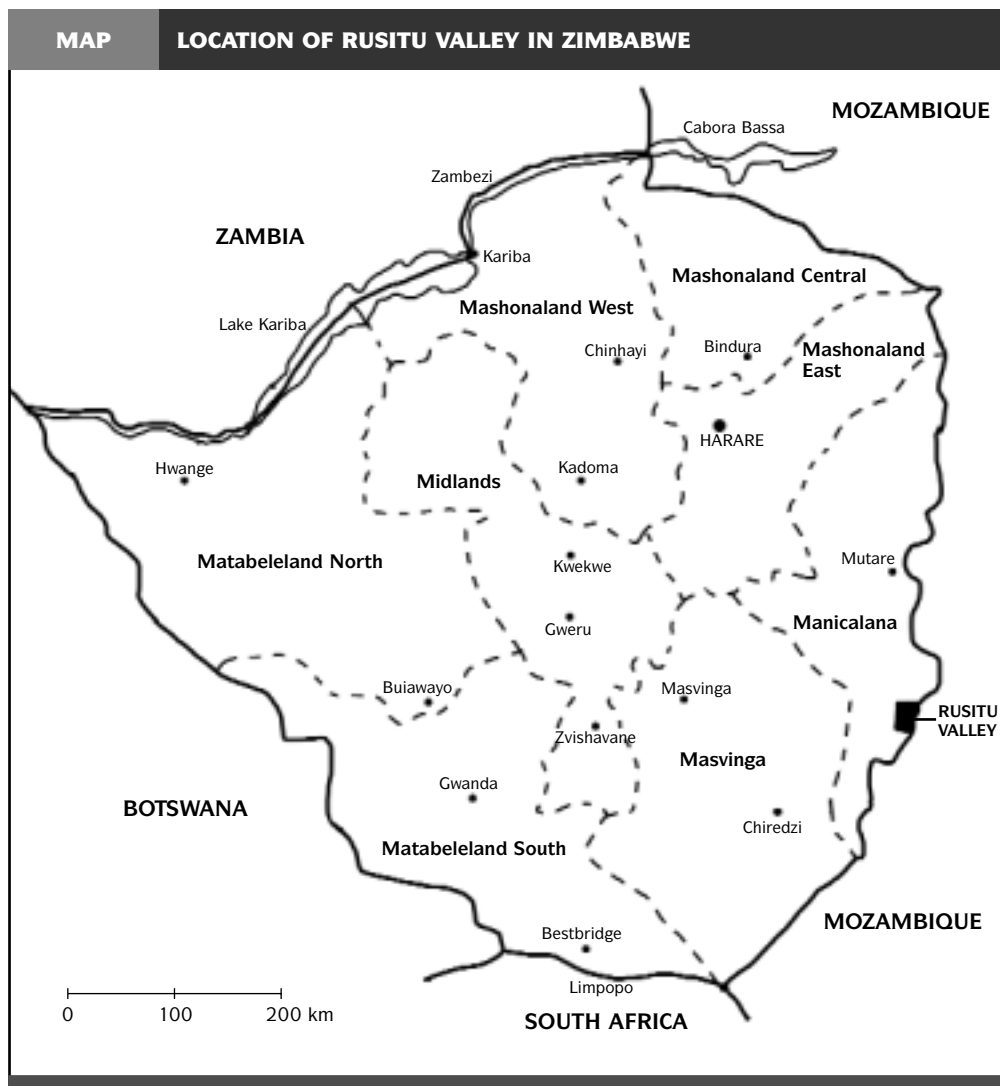 MAP
LOCATION OF RUSITU VALLEY IN ZIMBABWE
MOZAMBIQUE
Cabora Bassa
Zambezi
ZAMBIA
Kariba
Mashonaland Central
Mashonaland West
Lake Kariba
Chinhayi
Bindura
Mashonaland
East
HARARE
Hwange
Kadoma
Midlands
Matabeleland North
Kwekwe
Mutare
Gweru
Manicalana
Buiawayo
Masvinga
RUSITU
VALLEY
Zvishavane
Masvinga
Gwanda
BOTSWANA
Chiredzi
Matabeleland South
MOZAMBIQUE
Bestbridge
Limpopo
0 100 200 km
SOUTH AFRICA